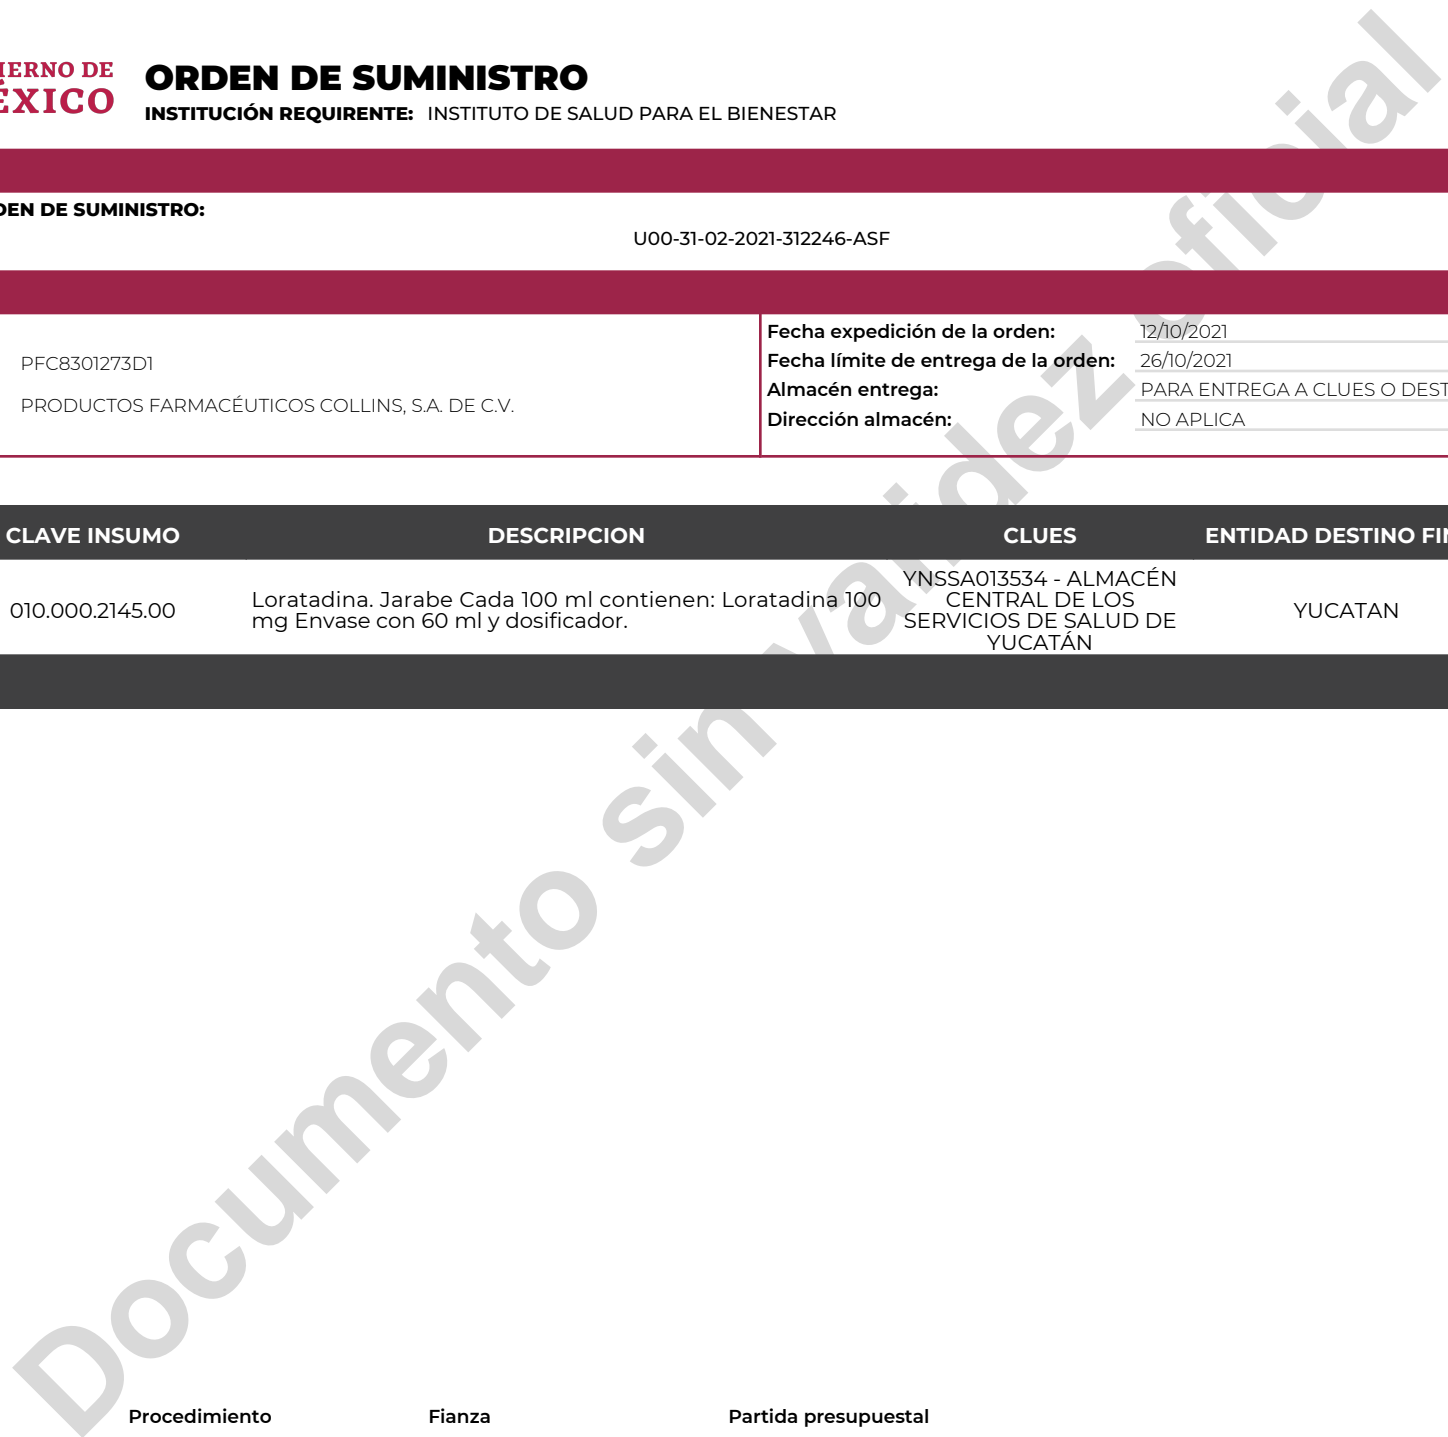 IERNO DE
ÉXICO
ORDEN DE SUMINISTRO
INSTITUCIÓN REQUIRENTE: INSTITUTO DE SALUD PARA EL BIENESTAR
DEN DE SUMINISTRO:
U00-31-02-2021-312246-ASF
PFC8301273D1
PRODUCTOS FARMACÉUTICOS COLLINS, S.A. DE C.V.
Fecha expedición de la orden: 12/10/2021
Fecha límite de entrega de la orden: 26/10/2021
Almacén entrega: PARA ENTREGA A CLUES O DEST
Dirección almacén: NO APLICA
CLAVE INSUMO DESCRIPCION CLUES ENTIDAD DESTINO FIN
010.000.2145.00
Loratadina. Jarabe Cada 100 ml contienen: Loratadina 100
mg Envase con 60 ml y dosificador.
YNSSA013534 - ALMACÉN
CENTRAL DE LOS
SERVICIOS DE SALUD DE
YUCATÁN
YUCATAN
Documento sin validez oficial
Procedimiento Fianza Partida presupuestal